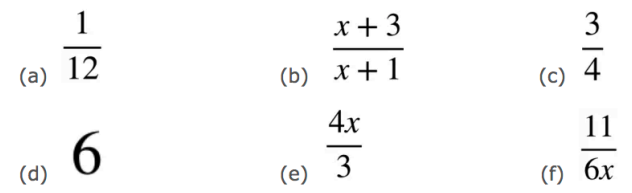 (a) 1/12 (b) x + 3/x + 1 (c) 3/4
(d) 6 (e) 4x/3 (f) 11/6x